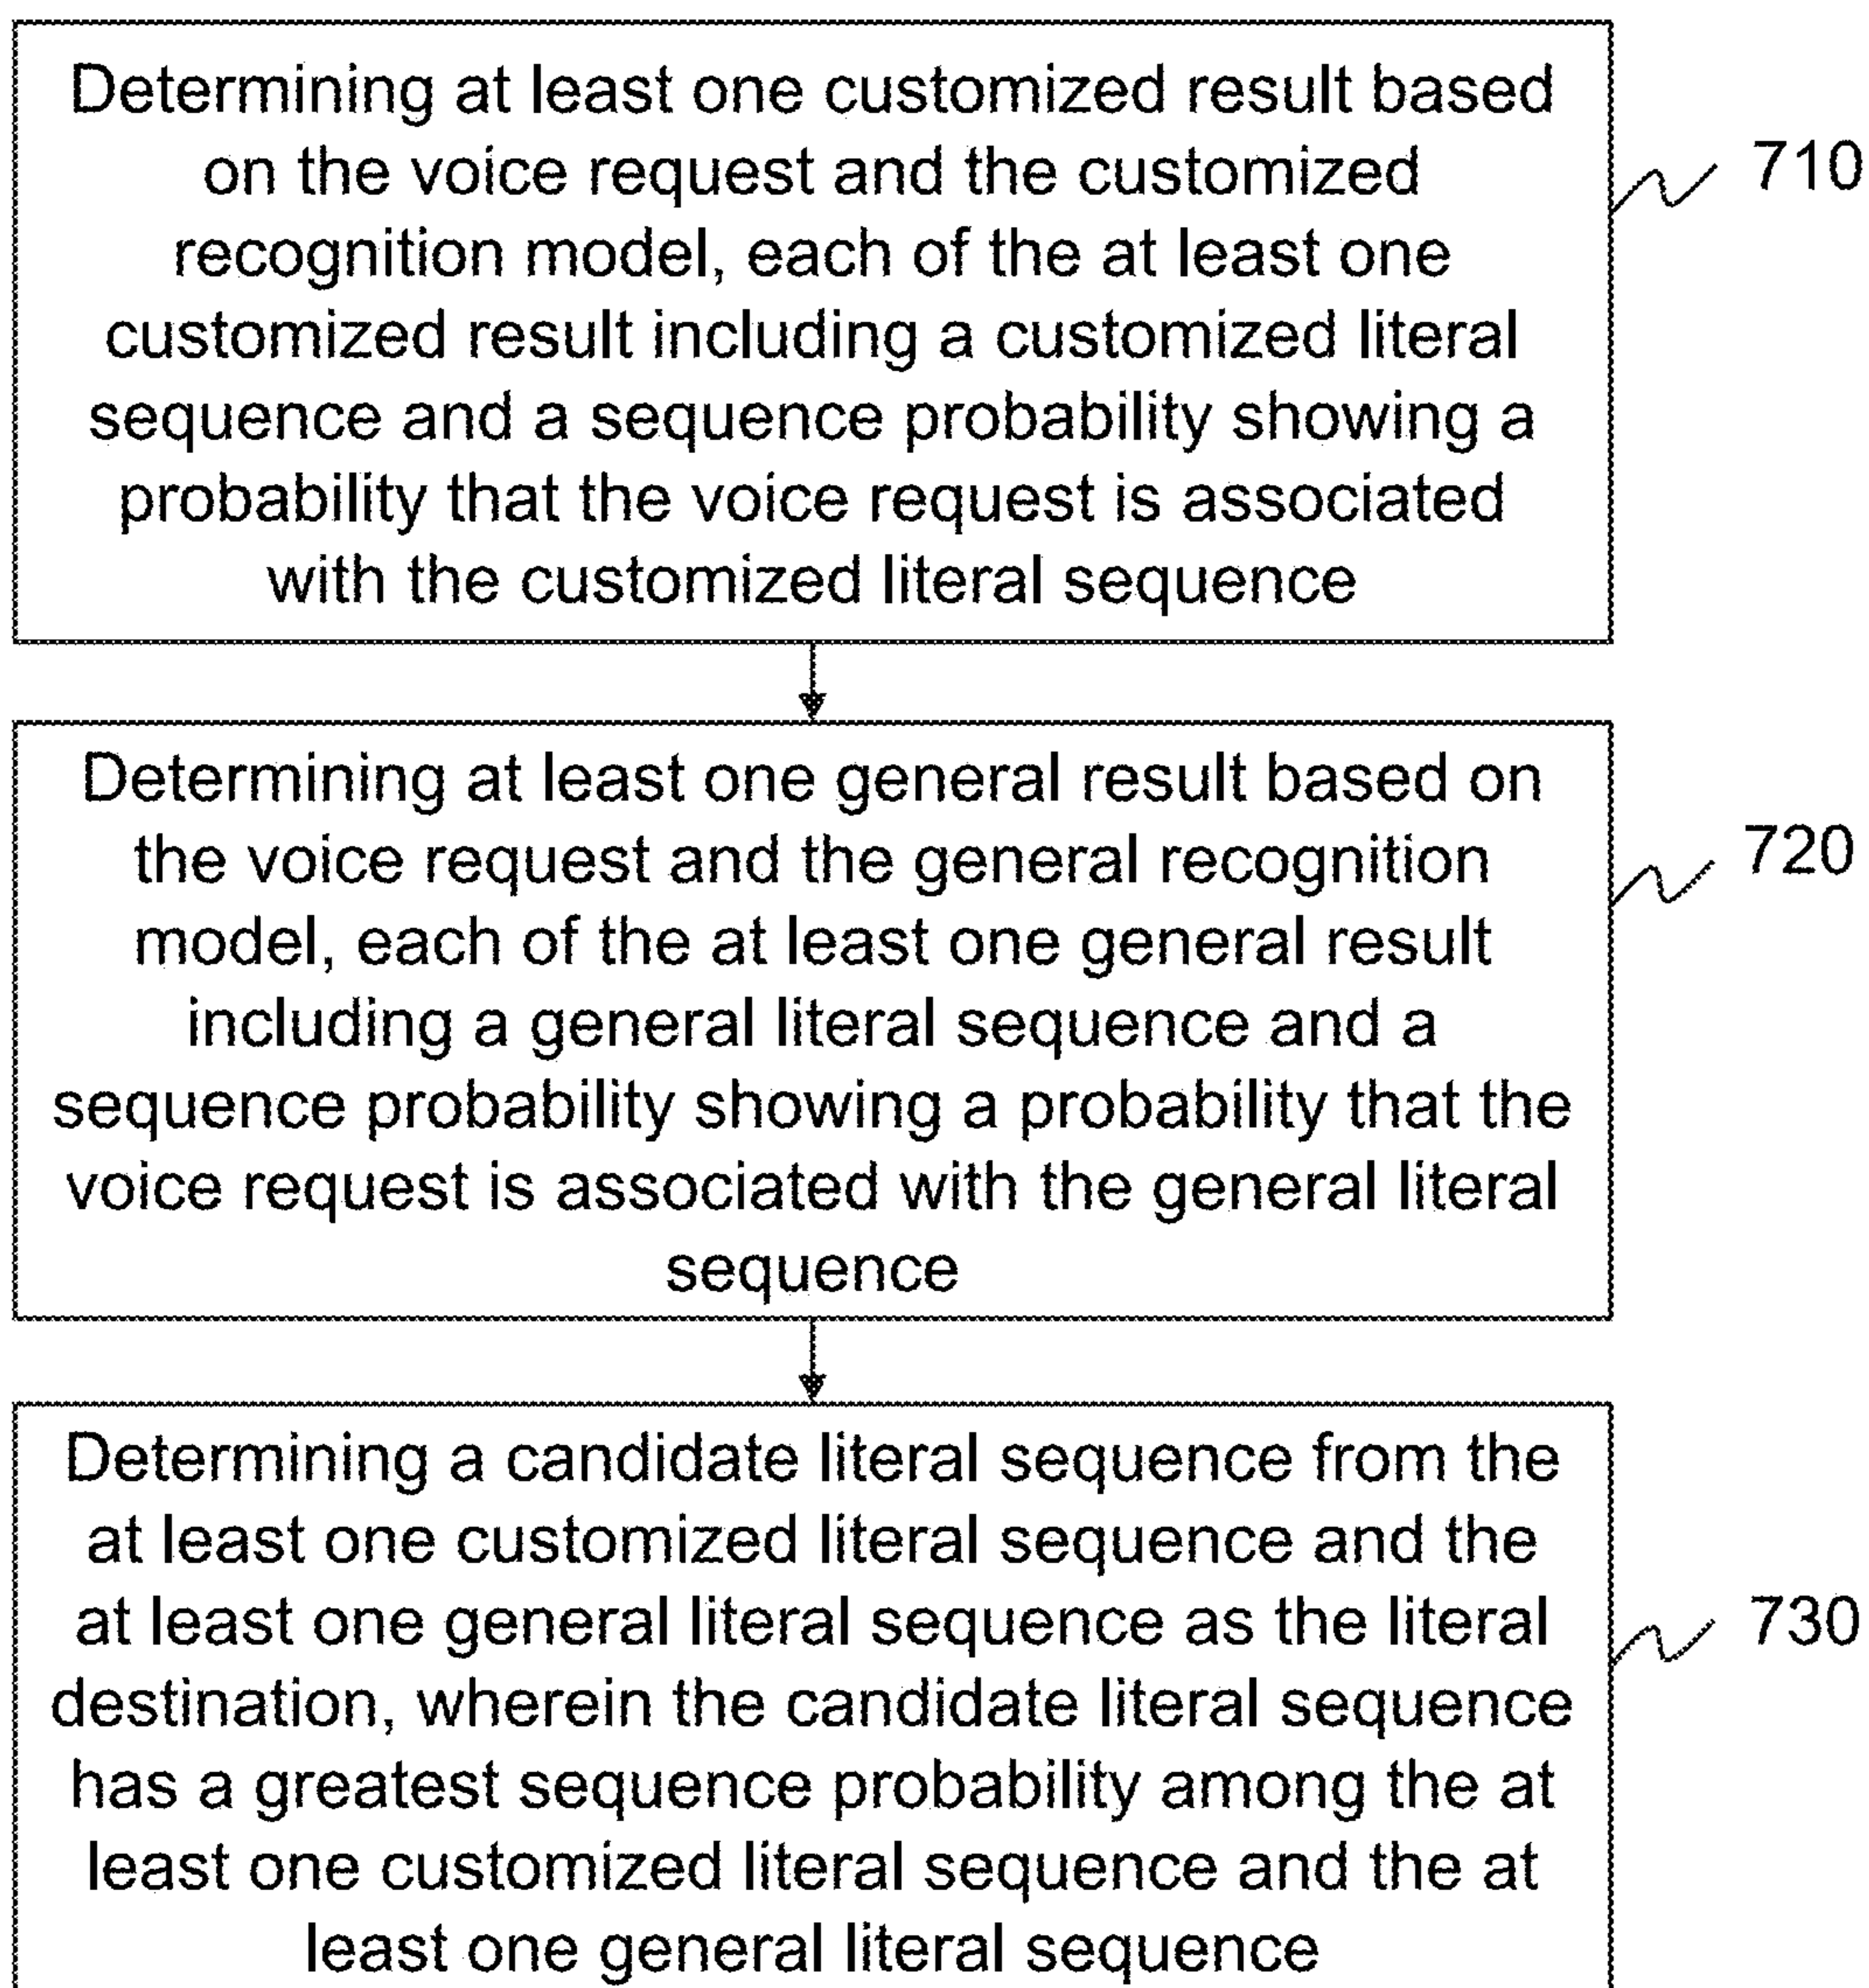 Determining at least one customized result based
on the voice request and the customized
recognition model, each of the at least one
customized result including a customized literal
sequence and a sequence probability showing a
probability that the voice request is associated
with the customized literal sequence
710
Determining at least one general result based on
the voice request and the general recognition
model, each of the at least one general result
including a general literal sequence and a
sequence probability showing a probability that the
voice request is associated with the general literal
sequence
720
Determining a candidate literal sequence from the
at least one customized literal sequence and the
at least one general literal sequence as the literal
destination, wherein the candidate literal sequence
has a greatest sequence probability among the at
least one customized literal sequence and the at
least one general literal sequence
730